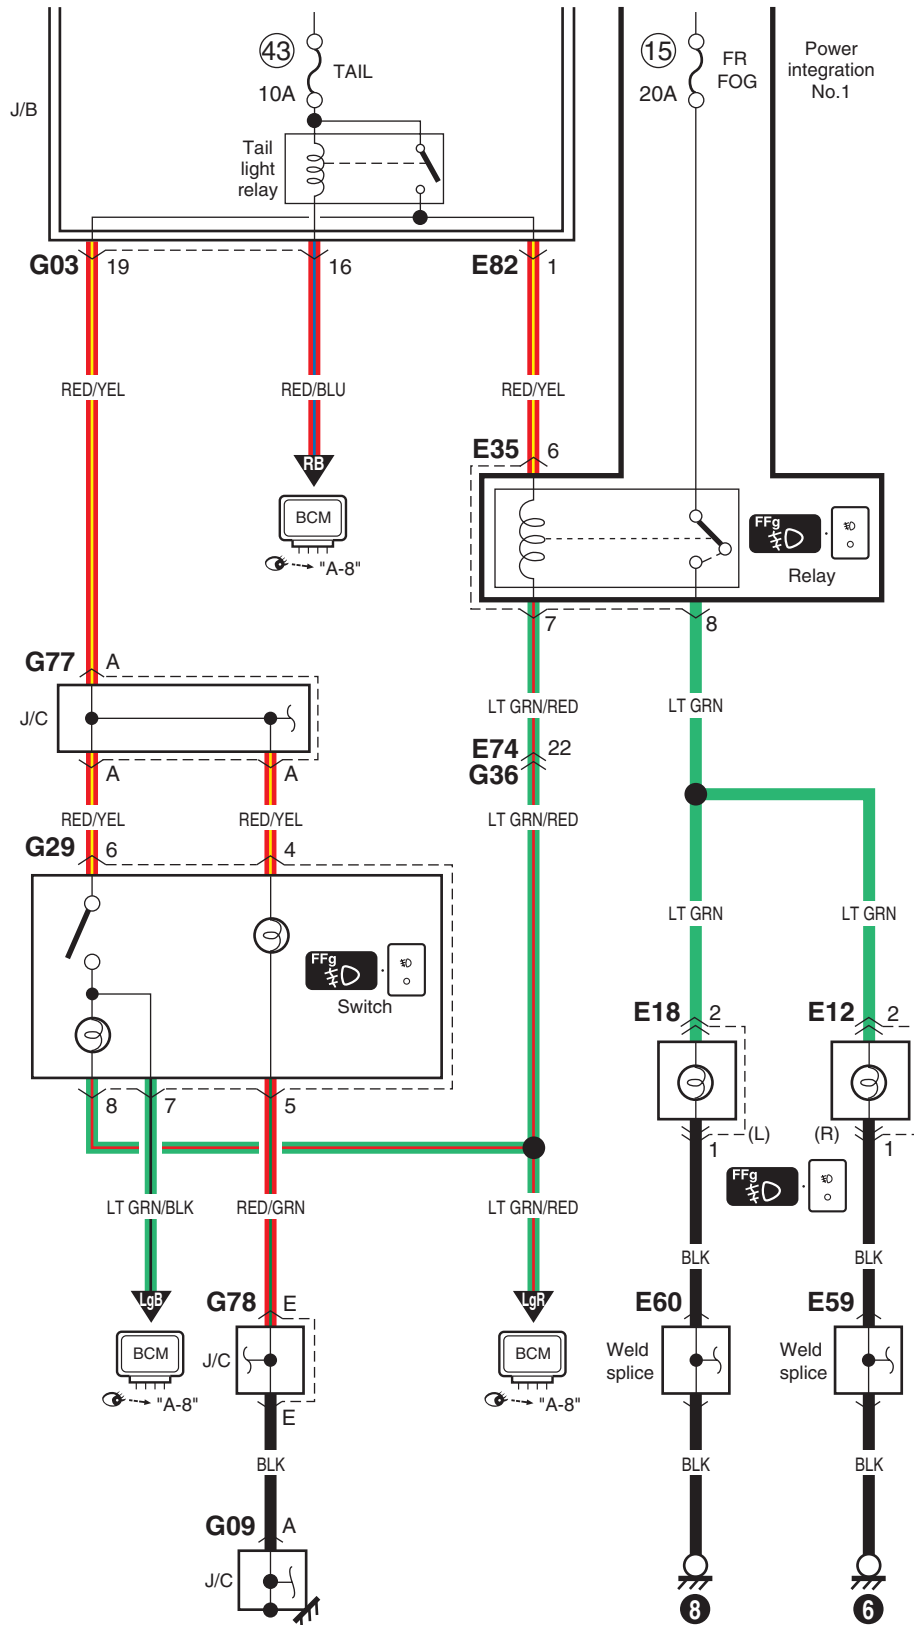 43
TAIL
10A
J/B
Tail
light
relay
15
FR
FOG
20A
Power
integration
No.1
G03 19
16
E82 1
RED/YEL
RED/BLU
RED/YEL
RB
BCM
"A-8"
E35 6
FFg
Relay
7
8
G77 A
J/C
A
A
LT GRN/RED
LT GRN
E74 22
G36
RED/YEL
RED/YEL
LT GRN/RED
G29 6
4
FFg
Switch
LT GRN
LT GRN
E18 2
E12 2
8
7
5
(L)
1
(R)
1
FFg
LT GRN/BLK
RED/GRN
LT GRN/RED
BLK
BLK
LgB
BCM
"A-8"
G78 E
J/C
E
LgR
BCM
"A-8"
E60
Weld
splice
E59
Weld
splice
BLK
BLK
BLK
G09 A
J/C
8
6